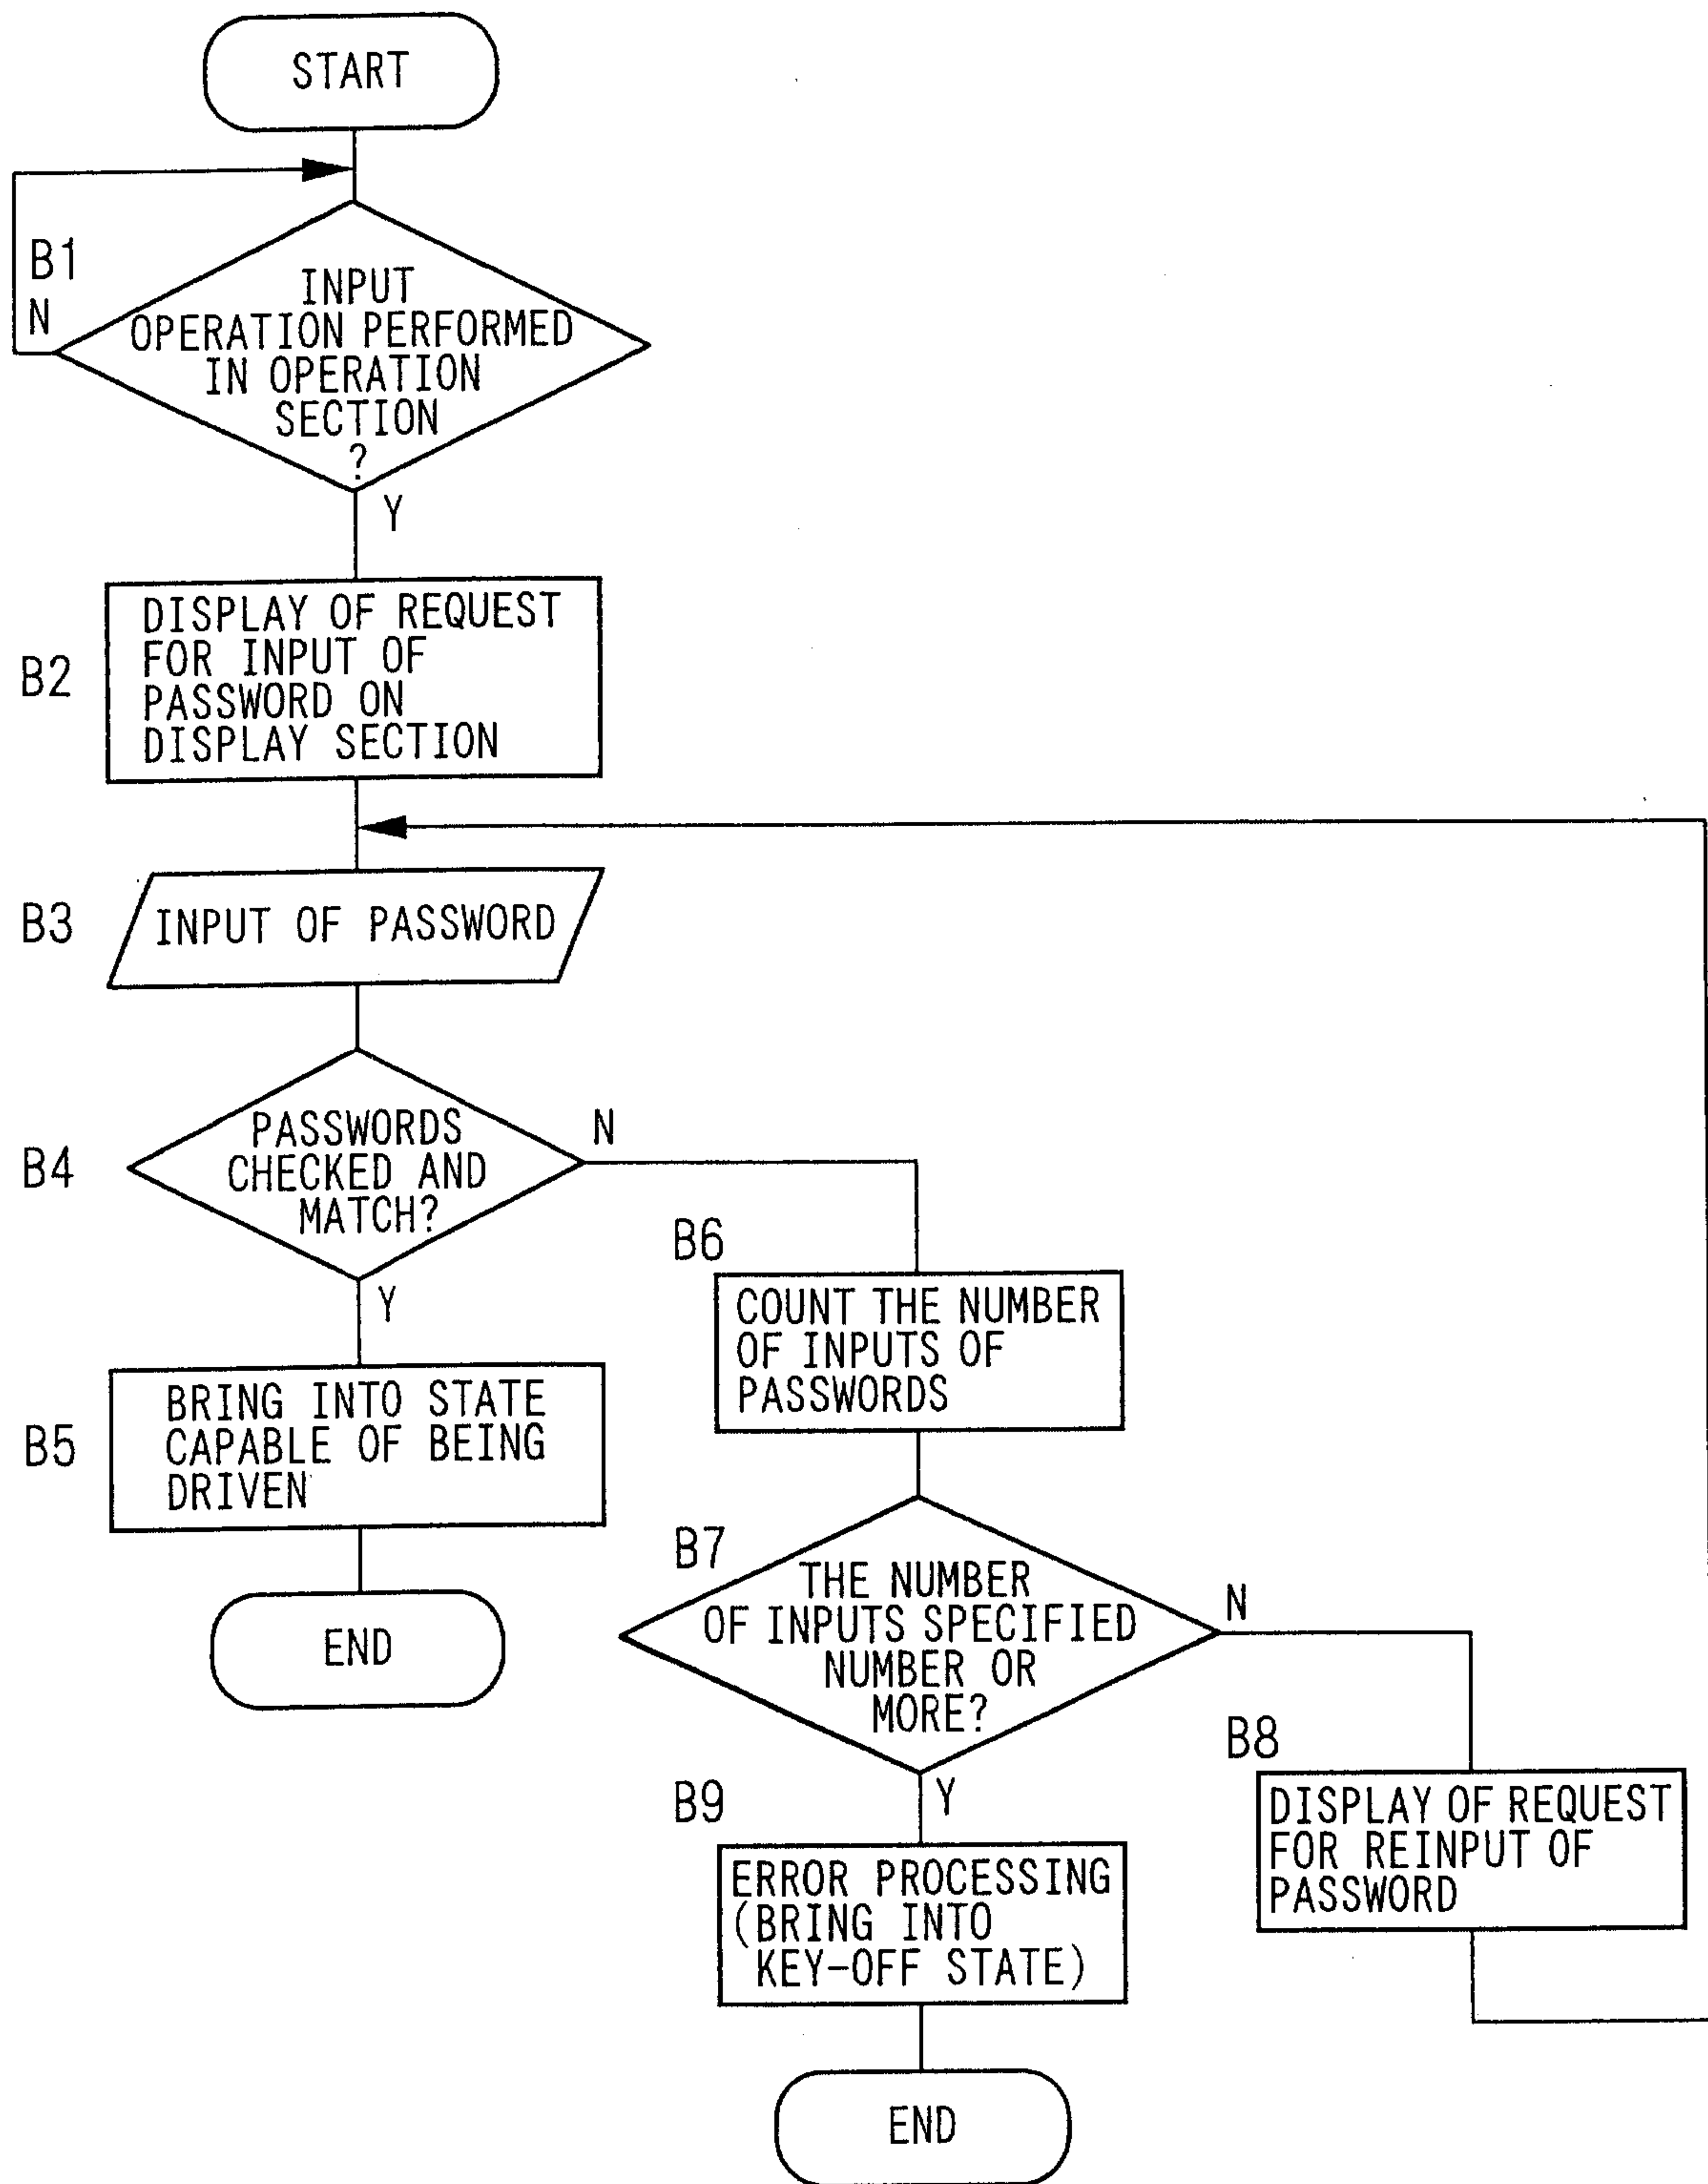 START
B1
N
INPUT
OPERATION PERFORMED
IN OPERATION
SECTION
?
Y
B2
DISPLAY OF REQUEST
FOR INPUT OF
PASSWORD ON
DISPLAY SECTION
B3
INPUT OF PASSWORD
B4
PASSWORDS
CHECKED AND
MATCH?
N
Y
B5
BRING INTO STATE
CAPABLE OF BEING
DRIVEN
END
B6
COUNT THE NUMBER
OF INPUTS OF
PASSWORDS
B7
THE NUMBER
OF INPUTS SPECIFIED
NUMBER OR
MORE?
N
Y
B8
DISPLAY OF REQUEST
FOR REINPUT OF
PASSWORD
B9
ERROR PROCESSING
(BRING INTO
KEY-OFF STATE)
END